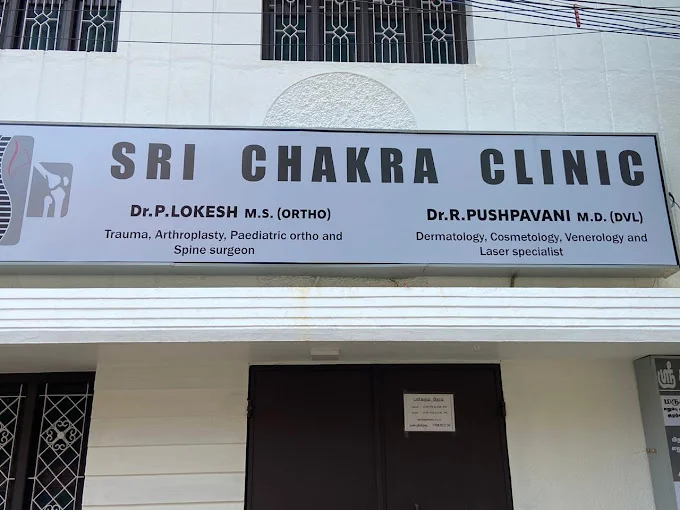 SRI CHAKRA CLINIC
Dr.P.LOKESH M.S. (ORTHO)
Trauma, Arthroplasty, Paediatric ortho and
Spine surgeon
Dr.R.PUSHPAVANI M.D. (DVL)
Dermatology, Cosmetology, Venerology and
Laser specialist
ஸ்ரீ